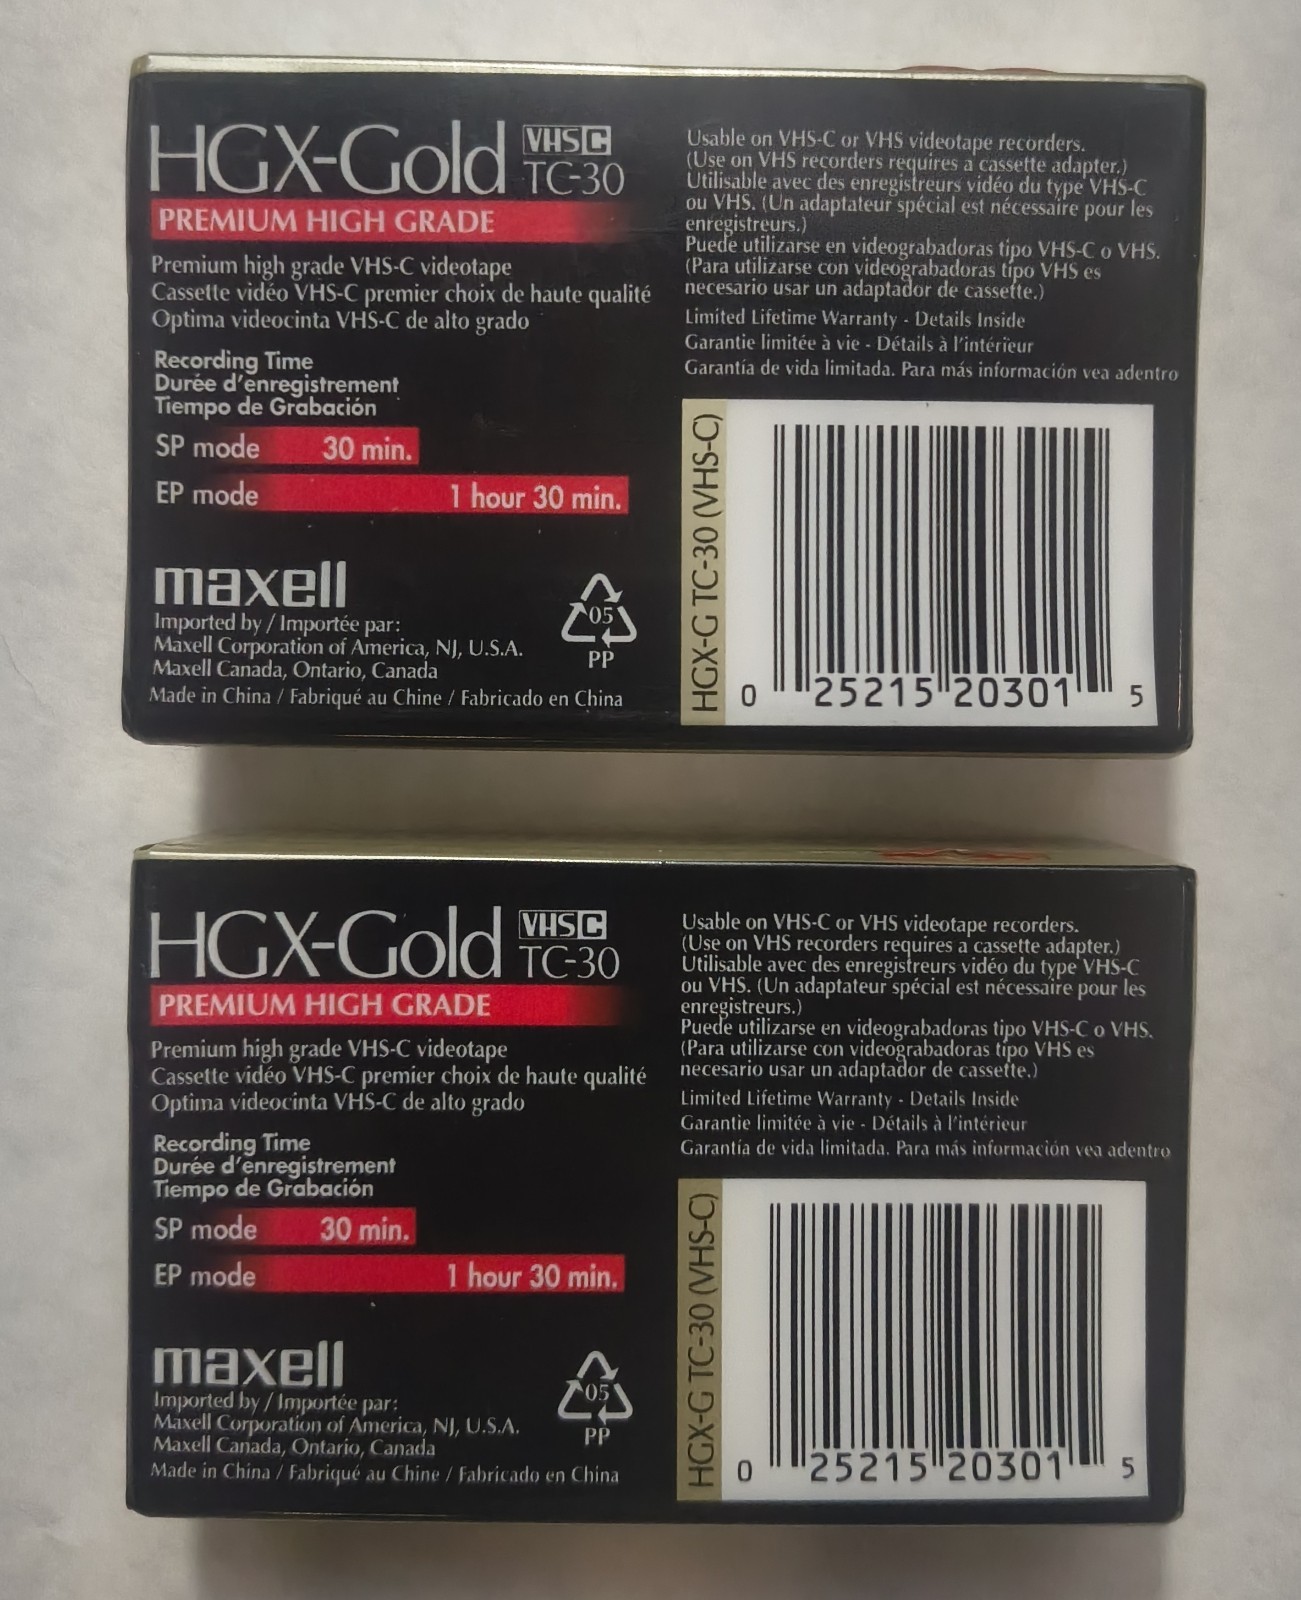 HGX-Gold VHSC
TC-30
PREMIUM HIGH GRADE
Premium high grade VHS-C videotape
Cassette vidéo VHS-C premier choix de haute qualité
Optima videocinta VHS-C de alto grado
Recording Time
Durée d'enregistrement
Tiempo de Grabación
SP mode 30 min.
EP mode 1 hour 30 min.
maxell
Imported by / Importée par:
Maxell Corporation of America, NJ, U.S.A.
Maxell Canada, Ontario, Canada
Made in China / Fabriqué au Chine / Fabricado en China
05
PP
Usable on VHS-C or VHS videotape recorders.
(Use on VHS recorders requires a cassette adapter.)
Utilisable avec des enregistreurs vidéo du type VHS-C
ou VHS. (Un adaptateur spécial est nécessaire pour les
enregistreurs.)
Puede utilizarse en videograbadoras tipo VHS-C o VHS.
(Para utilizarse con videograbadoras tipo VHS es
necesario usar un adaptador de cassette.)
Limited Lifetime Warranty - Details Inside
Garantie limitée à vie - Détails à l'intérieur
Garantía de vida limitada. Para más información vea adentro
HGX-G TC-30 (VHS-C)
0 25215 20301 5
HGX-Gold VHSC
TC-30
PREMIUM HIGH GRADE
Premium high grade VHS-C videotape
Cassette vidéo VHS-C premier choix de haute qualité
Optima videocinta VHS-C de alto grado
Recording Time
Durée d'enregistrement
Tiempo de Grabación
SP mode 30 min.
EP mode 1 hour 30 min.
maxell
Imported by / Importée par:
Maxell Corporation of America, NJ, U.S.A.
Maxell Canada, Ontario, Canada
Made in China / Fabriqué au Chine / Fabricado en China
05
PP
Usable on VHS-C or VHS videotape recorders.
(Use on VHS recorders requires a cassette adapter.)
Utilisable avec des enregistreurs vidéo du type VHS-C
ou VHS. (Un adaptateur spécial est nécessaire pour les
enregistreurs.)
Puede utilizarse en videograbadoras tipo VHS-C o VHS.
(Para utilizarse con videograbadoras tipo VHS es
necesario usar un adaptador de cassette.)
Limited Lifetime Warranty - Details Inside
Garantie limitée à vie - Détails à l'intérieur
Garantía de vida limitada. Para más información vea adentro
HGX-G TC-30 (VHS-C)
0 25215 20301 5